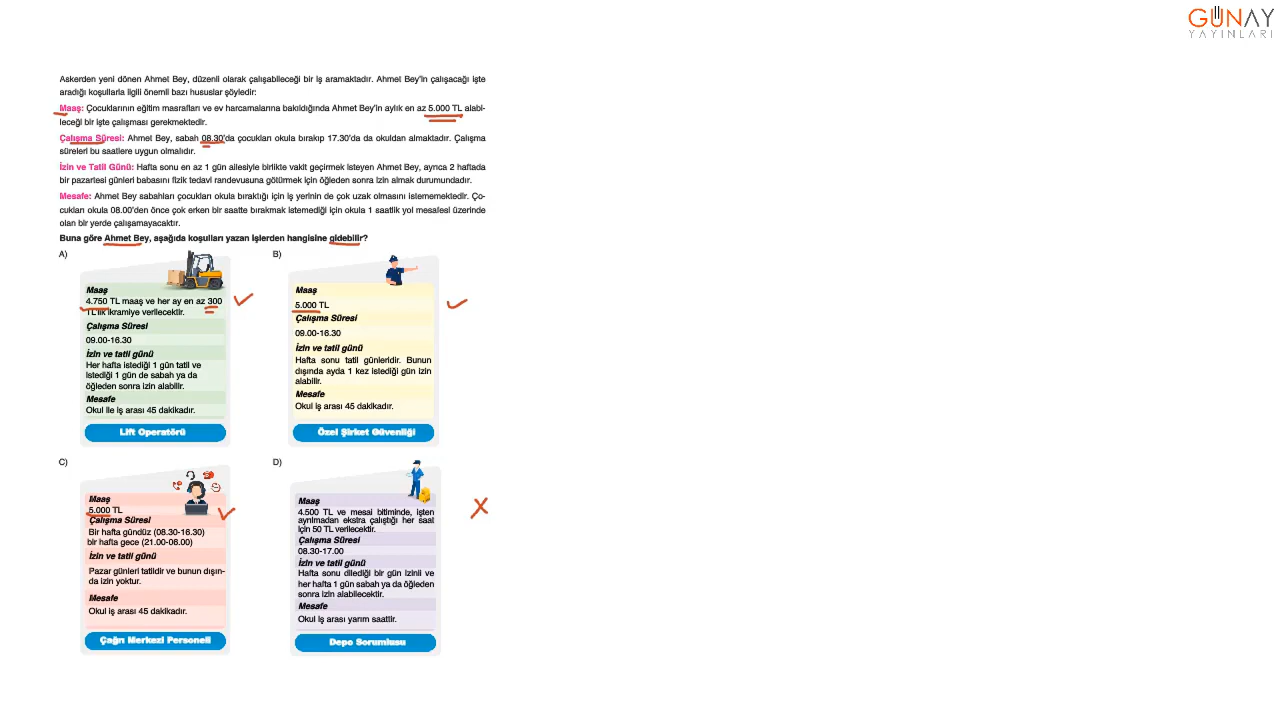 GÜNAY
YAYINLARI
Askerden yeni dönen Ahmet Bey, düzenli olarak çalışabileceği bir iş aramaktadır. Ahmet Bey'in çalışacağı işte
aradığı koşullarla ilgili önemli bazı hususlar şöyledir:
Maaş: Çocuklarının eğitim masrafları ve ev harcamalarına bakıldığında Ahmet Bey'in aylık en az 5.000 TL alabi-
leceği bir işte çalışması gerekmektedir.
Çalışma Süresi: Ahmet Bey, sabah 08.30'da çocukları okula bırakıp 17.30'da da okuldan almaktadır. Çalışma
süreleri bu saatlere uygun olmalıdır.
İzin ve Tatil Günü: Hafta sonu en az 1 gün ailesiyle birlikte vakit geçirmek isteyen Ahmet Bey, ayrıca 2 haftada
bir pazartesi günleri babasını fizik tedavi randevusuna götürmek için öğleden sonra izin almak durumundadır.
Mesafe: Ahmet Bey sabahları çocukları okula bıraktığı için iş yerinin de çok uzak olmasını istememektedir. Ço-
cukları okula 08.00'den önce çok erken bir saatte bırakmak istemediği için okula 1 saatlik yol mesafesi üzerinde
olan bir yerde çalışamayacaktır.
Buna göre Ahmet Bey, aşağıda koşulları yazan işlerden hangisine gidebilir?
A)
Maaş
4.750 TL maaş ve her ay en az 300
TL'lik ikramiye verilecektir.
Çalışma Süresi
09.00-16.30
İzin ve tatil günü
Her hafta istediği 1 gün tatil ve
istediği 1 gün de sabah ya da
öğleden sonra izin alabilir.
Mesafe
Okul ile iş arası 45 dakikadır.
Lift Operatörü
B)
Maaş
5.000 TL
Çalışma Süresi
09.00-16.30
İzin ve tatil günü
Hafta sonu tatil günleridir. Bunun
dışında ayda 1 kez istediği gün izin
alabilir.
Mesafe
Okul iş arası 45 dakikadır.
Özel Şirket Güvenliği
C)
Maaş
5.000 TL
Çalışma Süresi
Bir hafta gündüz (08.30-16.30)
bir hafta gece (21.00-06.00)
İzin ve tatil günü
Pazar günleri tatildir ve bunun dışın-
da izin yoktur.
Mesafe
Okul iş arası 45 dakikadır.
Çağrı Merkezi Personeli
D)
Maaş
4.500 TL ve mesai bitiminde, işten
ayrılmadan ekstra çalıştığı her saat
için 50 TL verilecektir.
Çalışma Süresi
08.30-17.00
İzin ve tatil günü
Hafta sonu dilediği bir gün izinli ve
her hafta 1 gün sabah ya da öğleden
sonra izin alabilecektir.
Mesafe
Okul iş arası yarım saattir.
Depo Sorumlusu